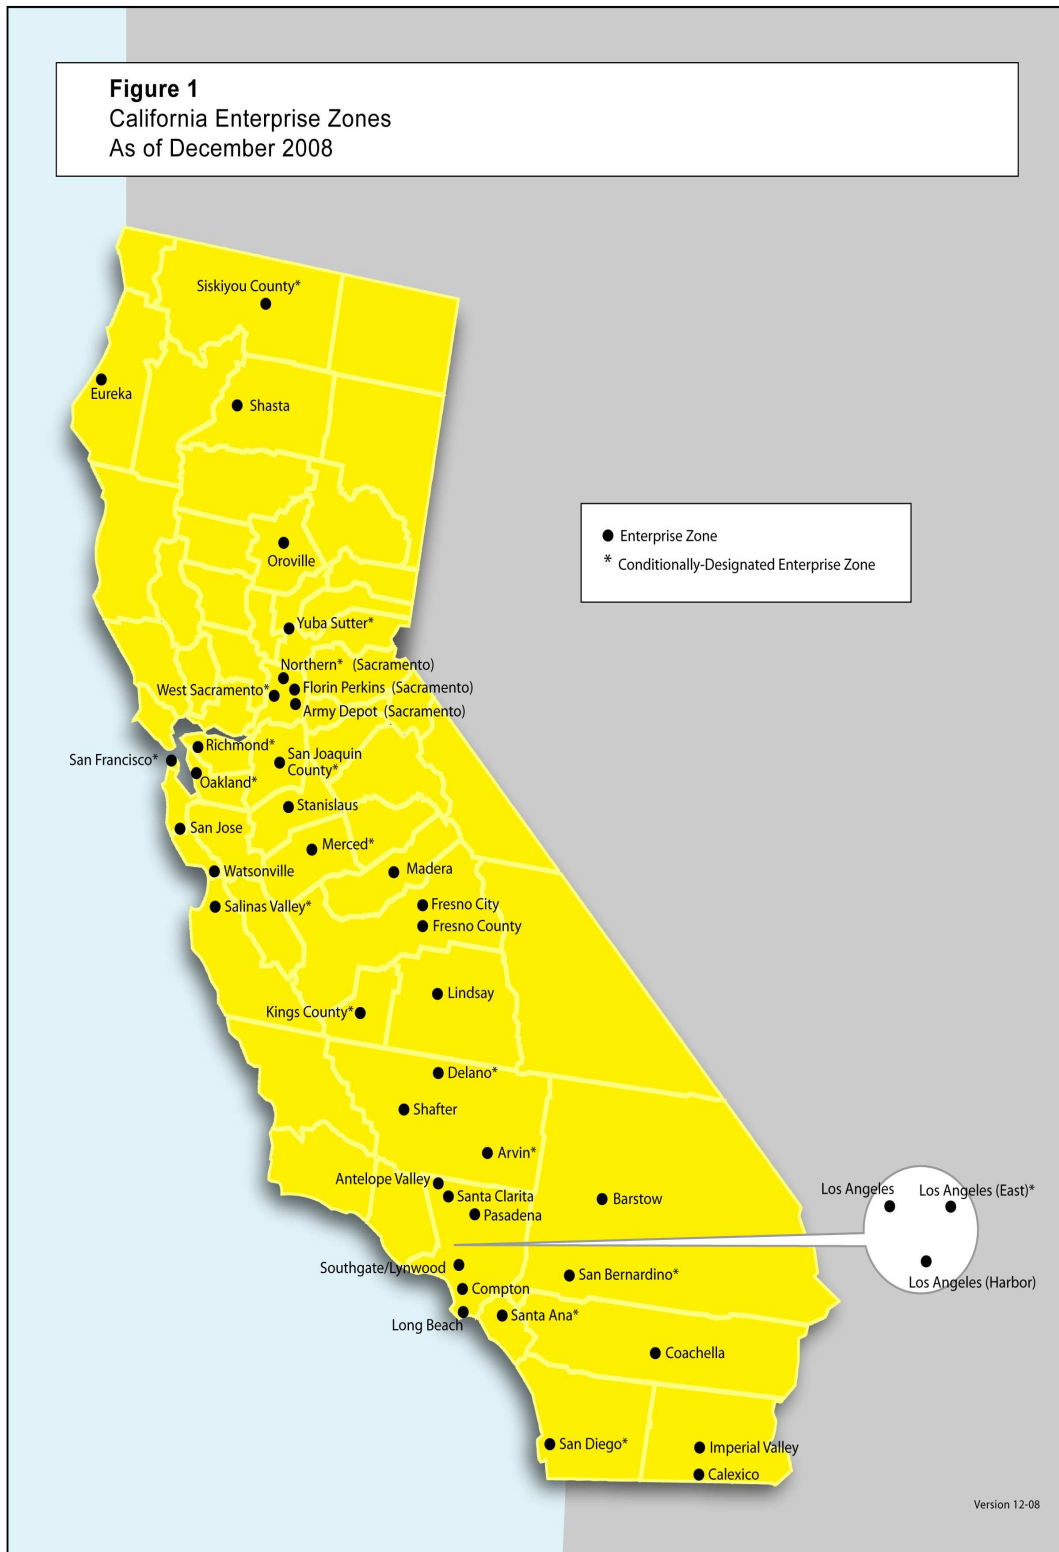 Figure 1
California Enterprise Zones
As of December 2008
Siskiyou County*
Eureka
Shasta
● Enterprise Zone
* Conditionally-Designated Enterprise Zone
Oroville
Yuba Sutter*
Northern* (Sacramento)
West Sacramento*
Florin Perkins (Sacramento)
Army Depot (Sacramento)
Richmond*
San Francisco*
San Joaquin
County*
Oakland*
Stanislaus
San Jose
Merced*
Madera
Watsonville
Fresno City
Salinas Valley*
Fresno County
Lindsay
Kings County*
Delano*
Shafter
Arvin*
Antelope Valley
Santa Clarita
Barstow
Pasadena
Los Angeles
Los Angeles (East)*
Southgate/Lynwood
San Bernardino*
Los Angeles (Harbor)
Compton
Long Beach
Santa Ana*
Coachella
San Diego*
Imperial Valley
Calexico
Version 12-08